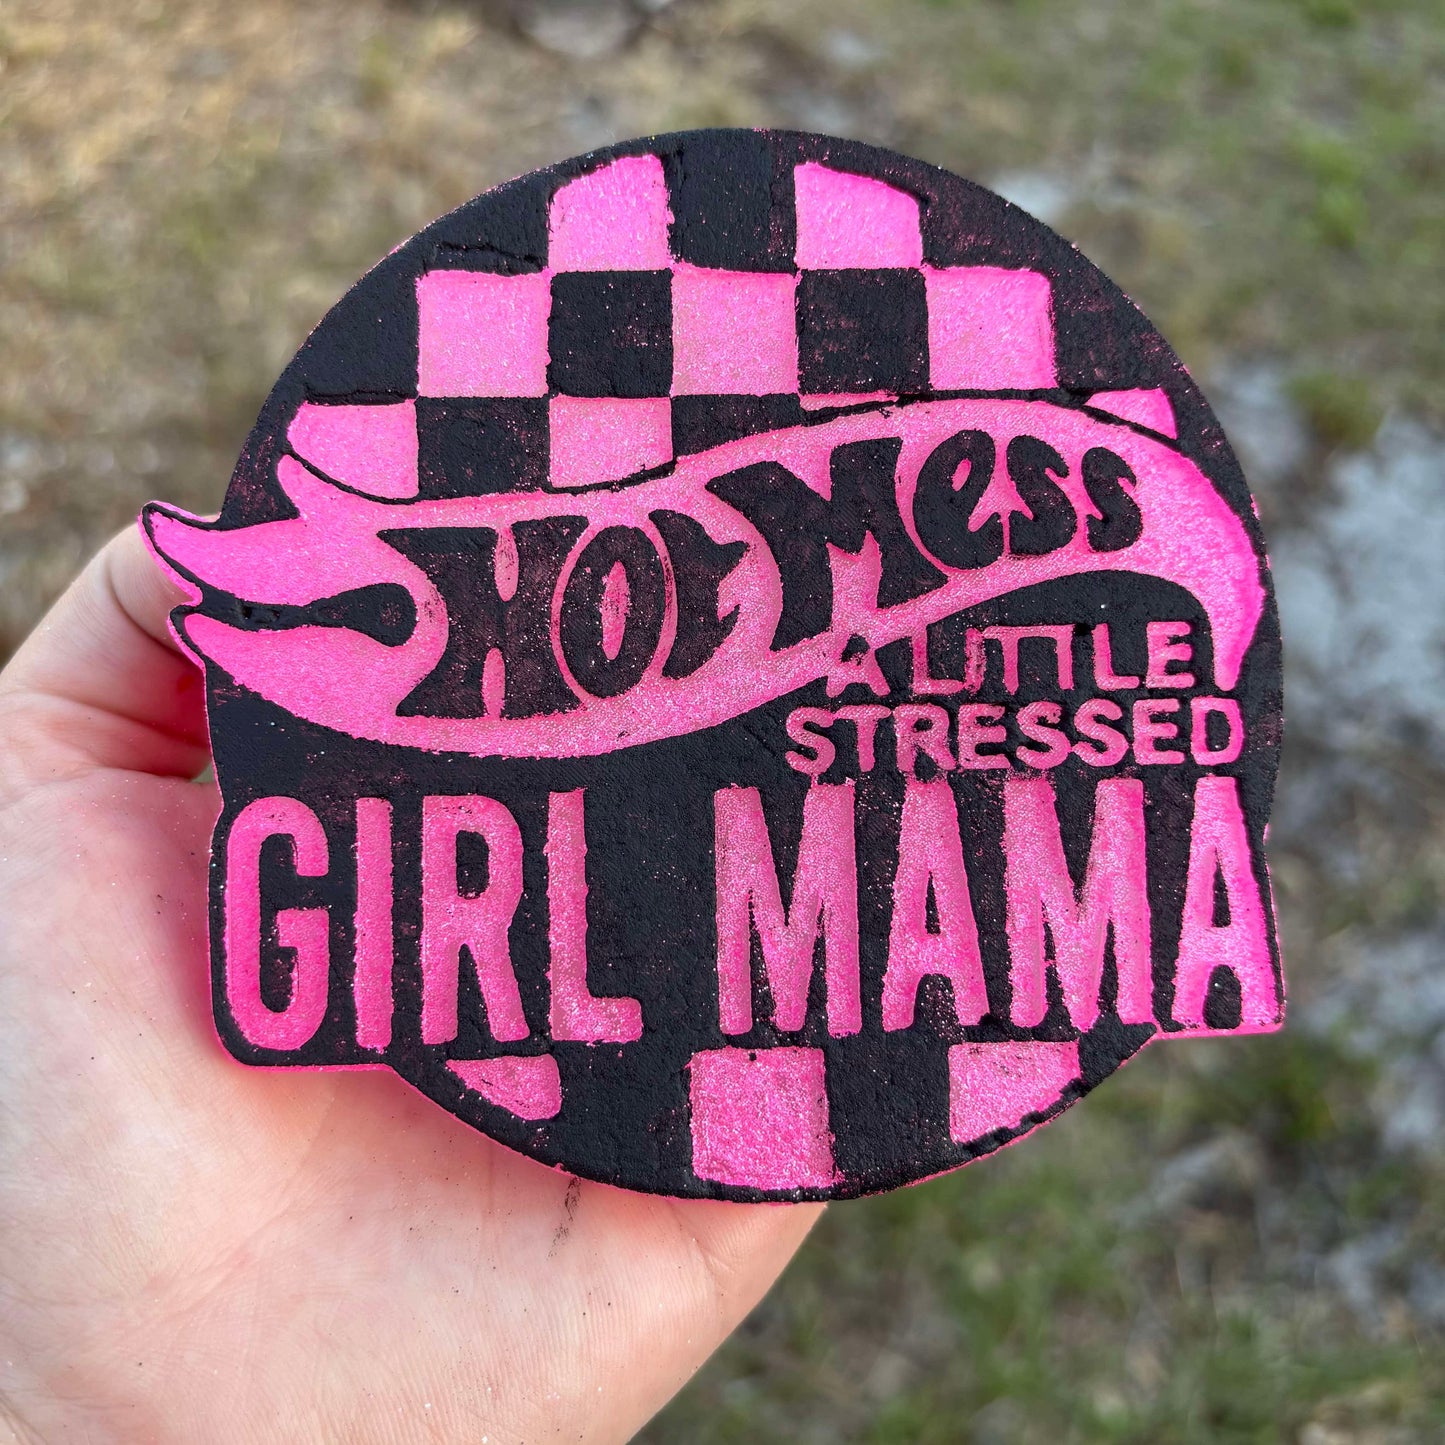 Hot Mess
A LITTLE
STRESSED
GIRL MAMA